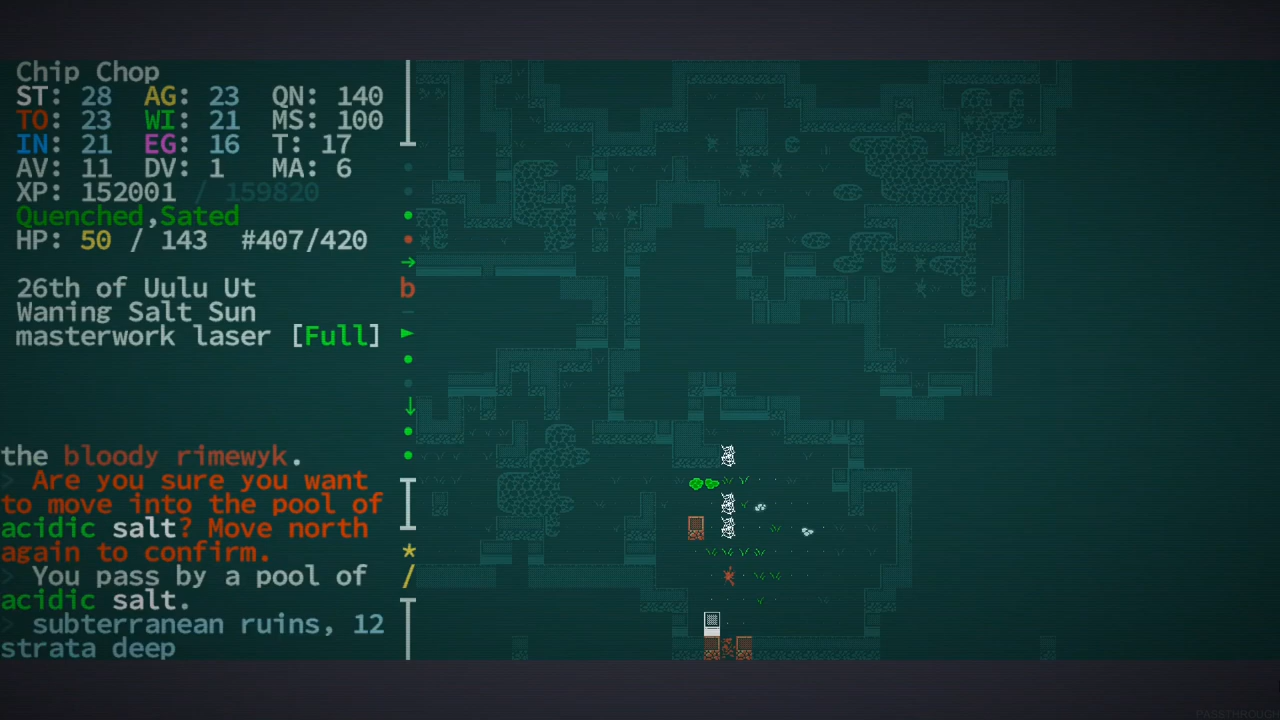 Chip Chop
ST: 28 AG: 23 QN: 140
TO: 23 WI: 21 MS: 100
IN: 21 EG: 16 T: 17
AV: 11 DV: 1 MA: 6
XP: 152001 / 159820
Quenched,Sated
HP: 50 / 143 #407/420
b
26th of Uulu Ut
Waning Salt Sun
masterwork laser [Full]
the bloody rimewyk.
> Are you sure you want
to move into the pool of
acidic salt? Move north
again to confirm.
> You pass by a pool of
acidic salt.
> subterranean ruins, 12
strata deep